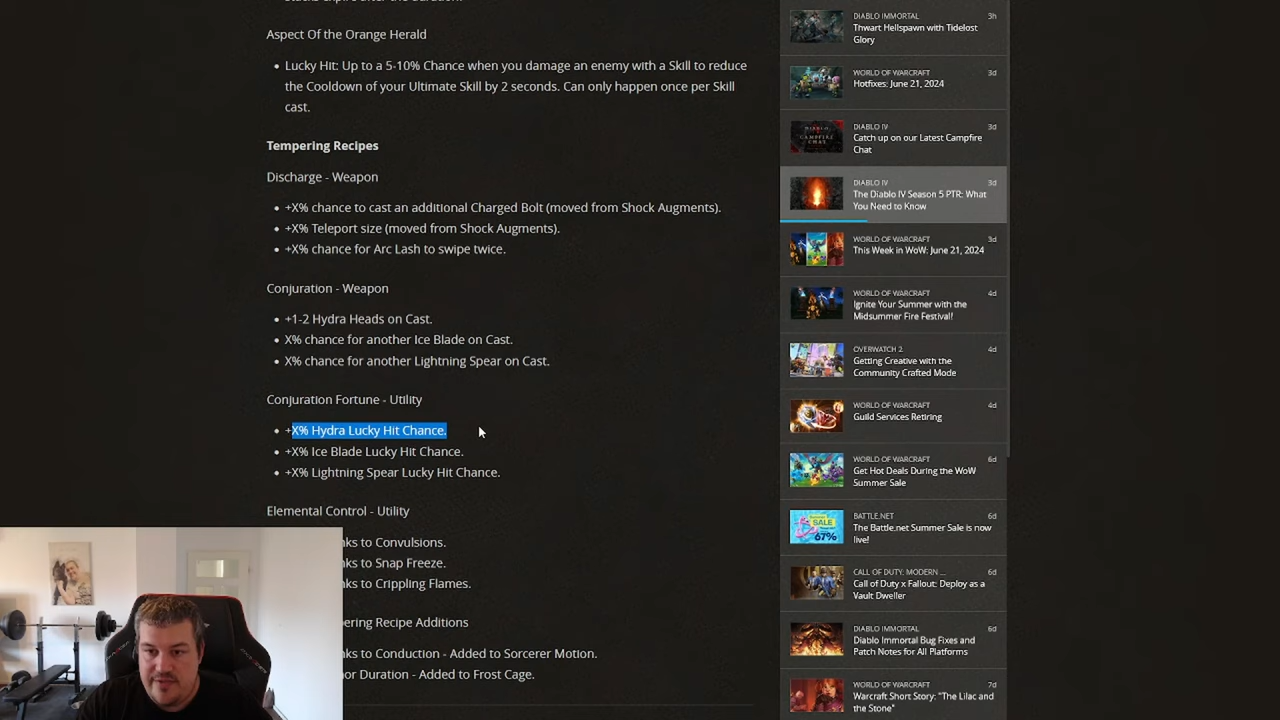 Aspect Of the Orange Herald
Lucky Hit: Up to a 5-10% Chance when you damage an enemy with a Skill to reduce
the Cooldown of your Ultimate Skill by 2 seconds. Can only happen once per Skill
cast.
Tempering Recipes
Discharge - Weapon
+X% chance to cast an additional Charged Bolt (moved from Shock Augments).
+X% Teleport size (moved from Shock Augments).
+X% chance for Arc Lash to swipe twice.
Conjuration - Weapon
+1-2 Hydra Heads on Cast.
X% chance for another Ice Blade on Cast.
X% chance for another Lightning Spear on Cast.
Conjuration Fortune - Utility
+X% Hydra Lucky Hit Chance.
+X% Ice Blade Lucky Hit Chance.
+X% Lightning Spear Lucky Hit Chance.
Elemental Control - Utility
to Convulsions.
to Snap Freeze.
to Crippling Flames.
Recipe Additions
to Conduction - Added to Sorcerer Motion.
Duration - Added to Frost Cage.
DIABLO IMMORTAL 3h
Thwart Hellspawn with Tidelost
Glory
WORLD OF WARCRAFT 3d
Hotfixes: June 21, 2024
DIABLO IV 3d
Catch up on our Latest Campfire
Chat
DIABLO IV 3d
The Diablo IV Season 5 PTR: What
You Need to Know
WORLD OF WARCRAFT 3d
This Week in WoW: June 21, 2024
WORLD OF WARCRAFT 4d
Ignite Your Summer with the
Midsummer Fire Festival!
OVERWATCH 2 4d
Getting Creative with the
Community Crafted Mode
WORLD OF WARCRAFT 4d
Guild Services Retiring
WORLD OF WARCRAFT 6d
Get Hot Deals During the WoW
Summer Sale
BATTLE.NET 6d
The Battle.net Summer Sale is now
live!
CALL OF DUTY: MODERN ... 6d
Call of Duty x Fallout: Deploy as a
Vault Dweller
DIABLO IMMORTAL 6d
Diablo Immortal Bug Fixes and
Patch Notes for All Platforms
WORLD OF WARCRAFT 7d
Warcraft Short Story: "The Lilac and
the Stone"